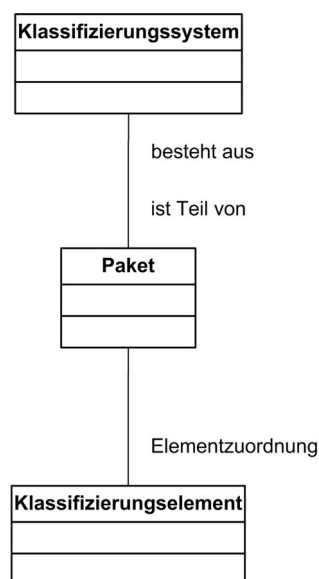 Klassifizierungssystem
besteht aus
ist Teil von
Paket
Elementzuordnung
Klassifizierungselement